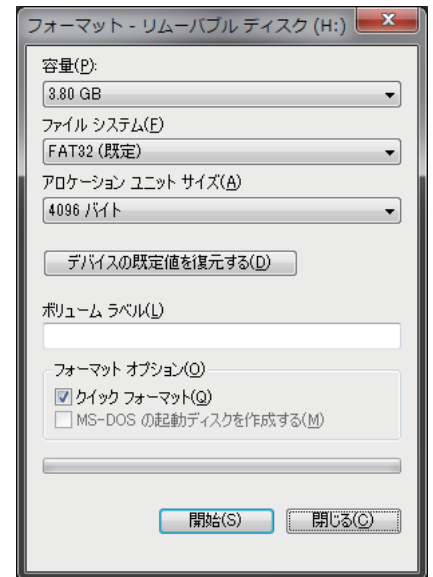 フォーマット - リムーバブル ディスク (H:)
容量(P):
3.80 GB
ファイル システム(F)
FAT32 (既定)
アロケーション ユニット サイズ(A)
4096 バイト
デバイスの既定値を復元する(D)
ボリューム ラベル(L)
フォーマット オプション(O)
クイック フォーマット(Q)
MS-DOS の起動ディスクを作成する(M)
開始(S)
閉じる(C)